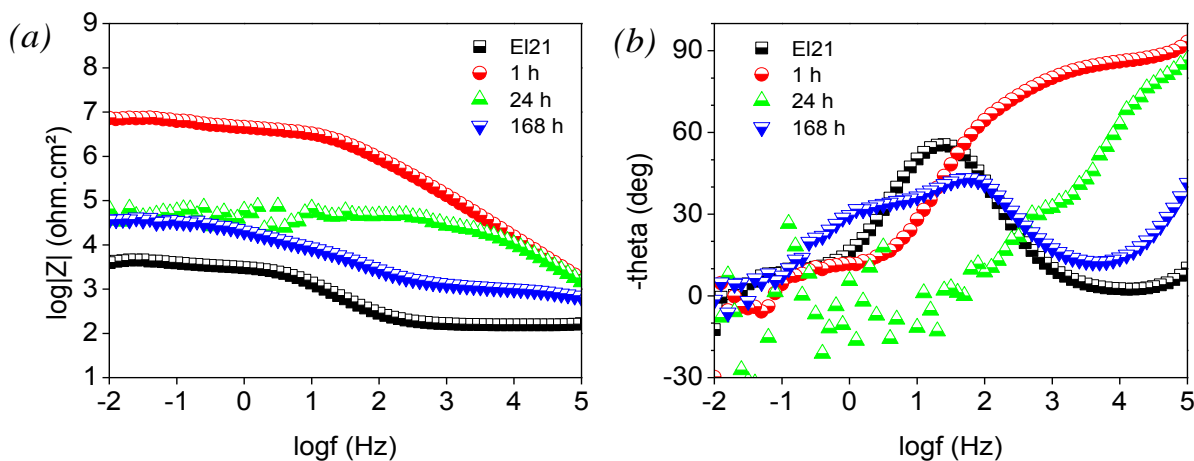 (a)
9
8
7
6
5
4
3
2
1
log|Z| (ohm.cm²)
-2 -1 0 1 2 3 4 5
logf (Hz)
El21
1 h
24 h
168 h
(b)
90
60
30
0
-30
-theta (deg)
-2 -1 0 1 2 3 4 5
logf (Hz)
El21
1 h
24 h
168 h